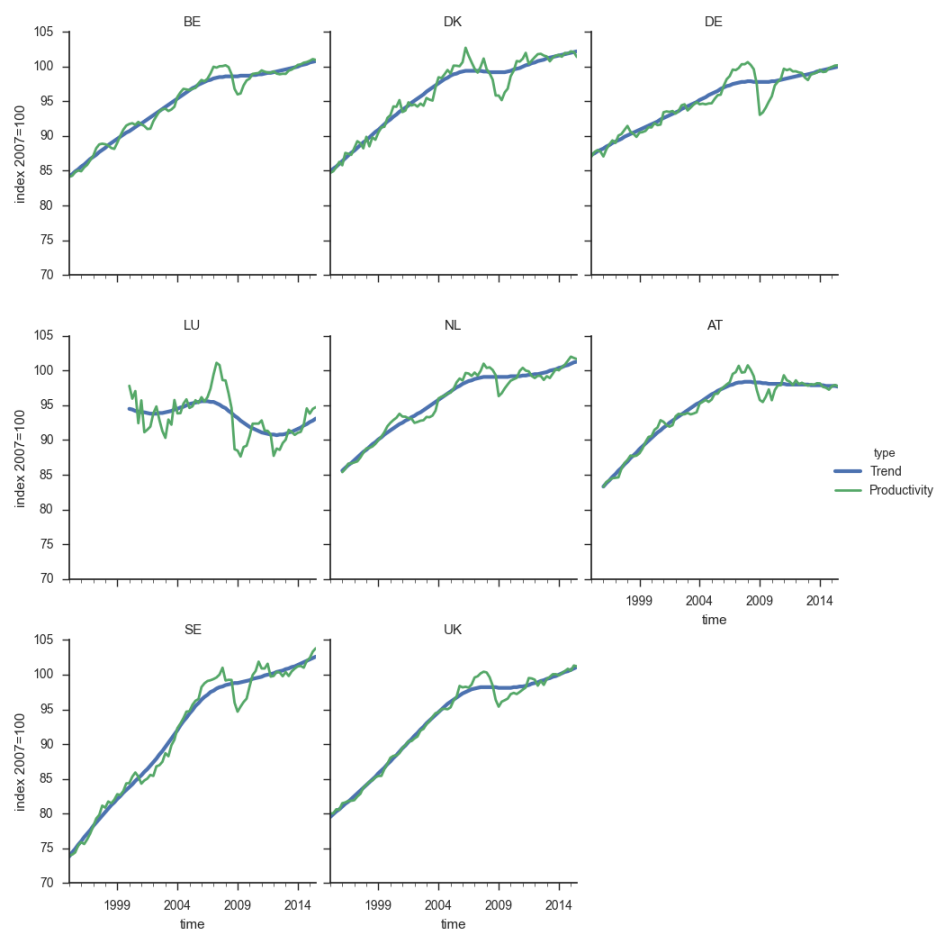 BE DK DE
105
100
95
90
85
80
75
70
index 2007=100
LU NL AT
105
100
95
90
85
80
75
70
index 2007=100
1999 2004 2009 2014
time
type
Trend
Productivity
SE UK
105
100
95
90
85
80
75
70
index 2007=100
1999 2004 2009 2014 1999 2004 2009 2014
time time